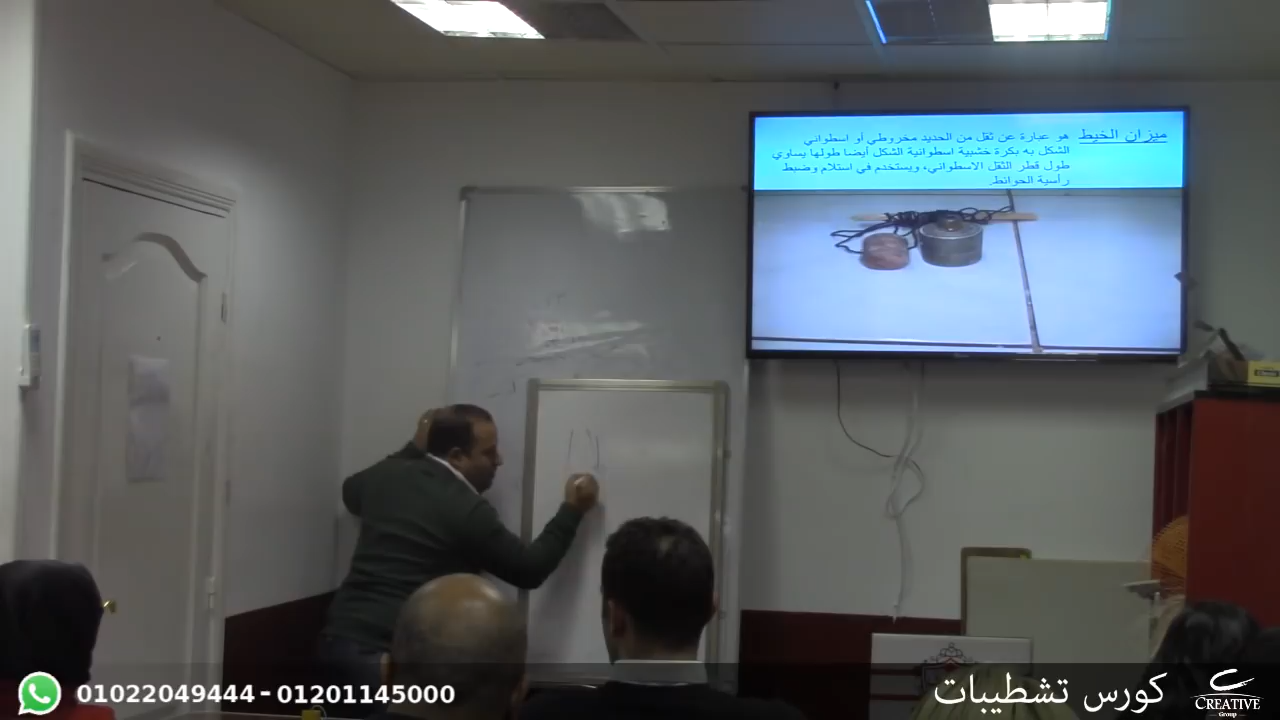 ميزان الخيط هو عبارة عن ثقل من الحديد مخروطي أو اسطواني
الشكل به بكرة خشبية اسطوانية الشكل أيضا طولها يساوي
طول قطر الثقل الاسطواني، ويستخدم في استلام وضبط
رأسية الحوائط.
01022049444 - 01201145000
كورس تشطيبات
CREATIVE
Group